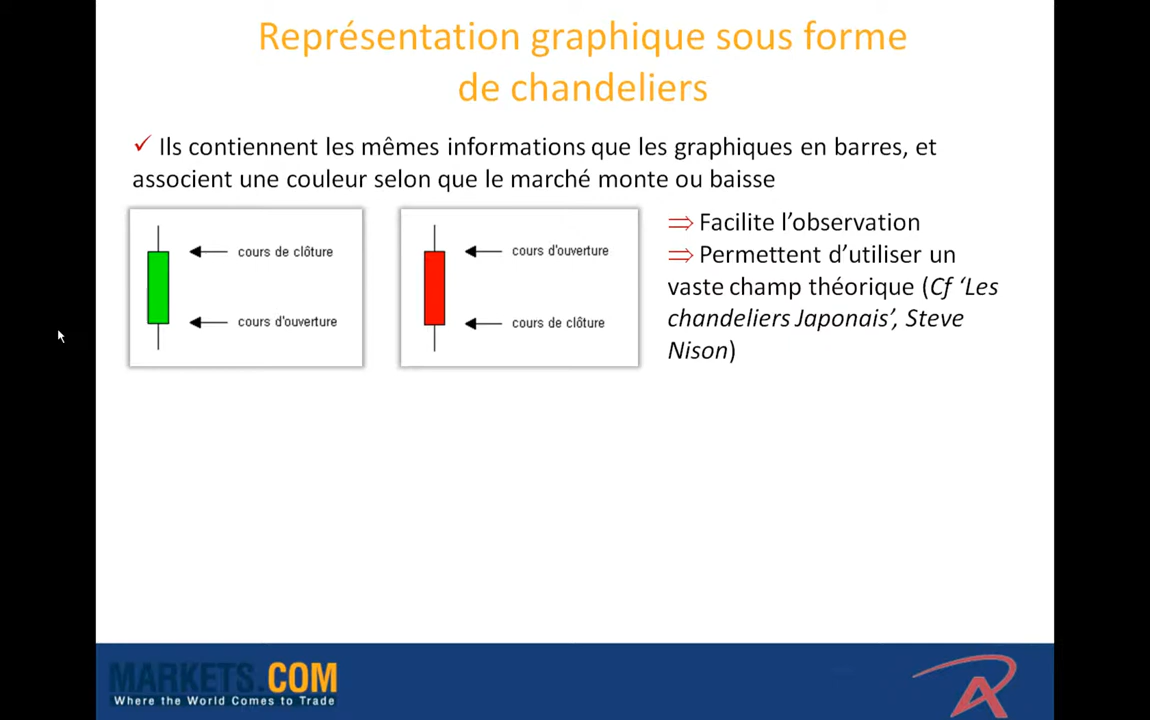 Représentation graphique sous forme
de chandeliers
✓ Ils contiennent les mêmes informations que les graphiques en barres, et
associent une couleur selon que le marché monte ou baisse
cours de clôture
cours d'ouverture
cours d'ouverture
cours de clôture
⇒ Facilite l’observation
⇒ Permettent d’utiliser un
vaste champ théorique (Cf ‘Les
chandeliers Japonais’, Steve
Nison)
MARKETS.COM
Where the World Comes to Trade